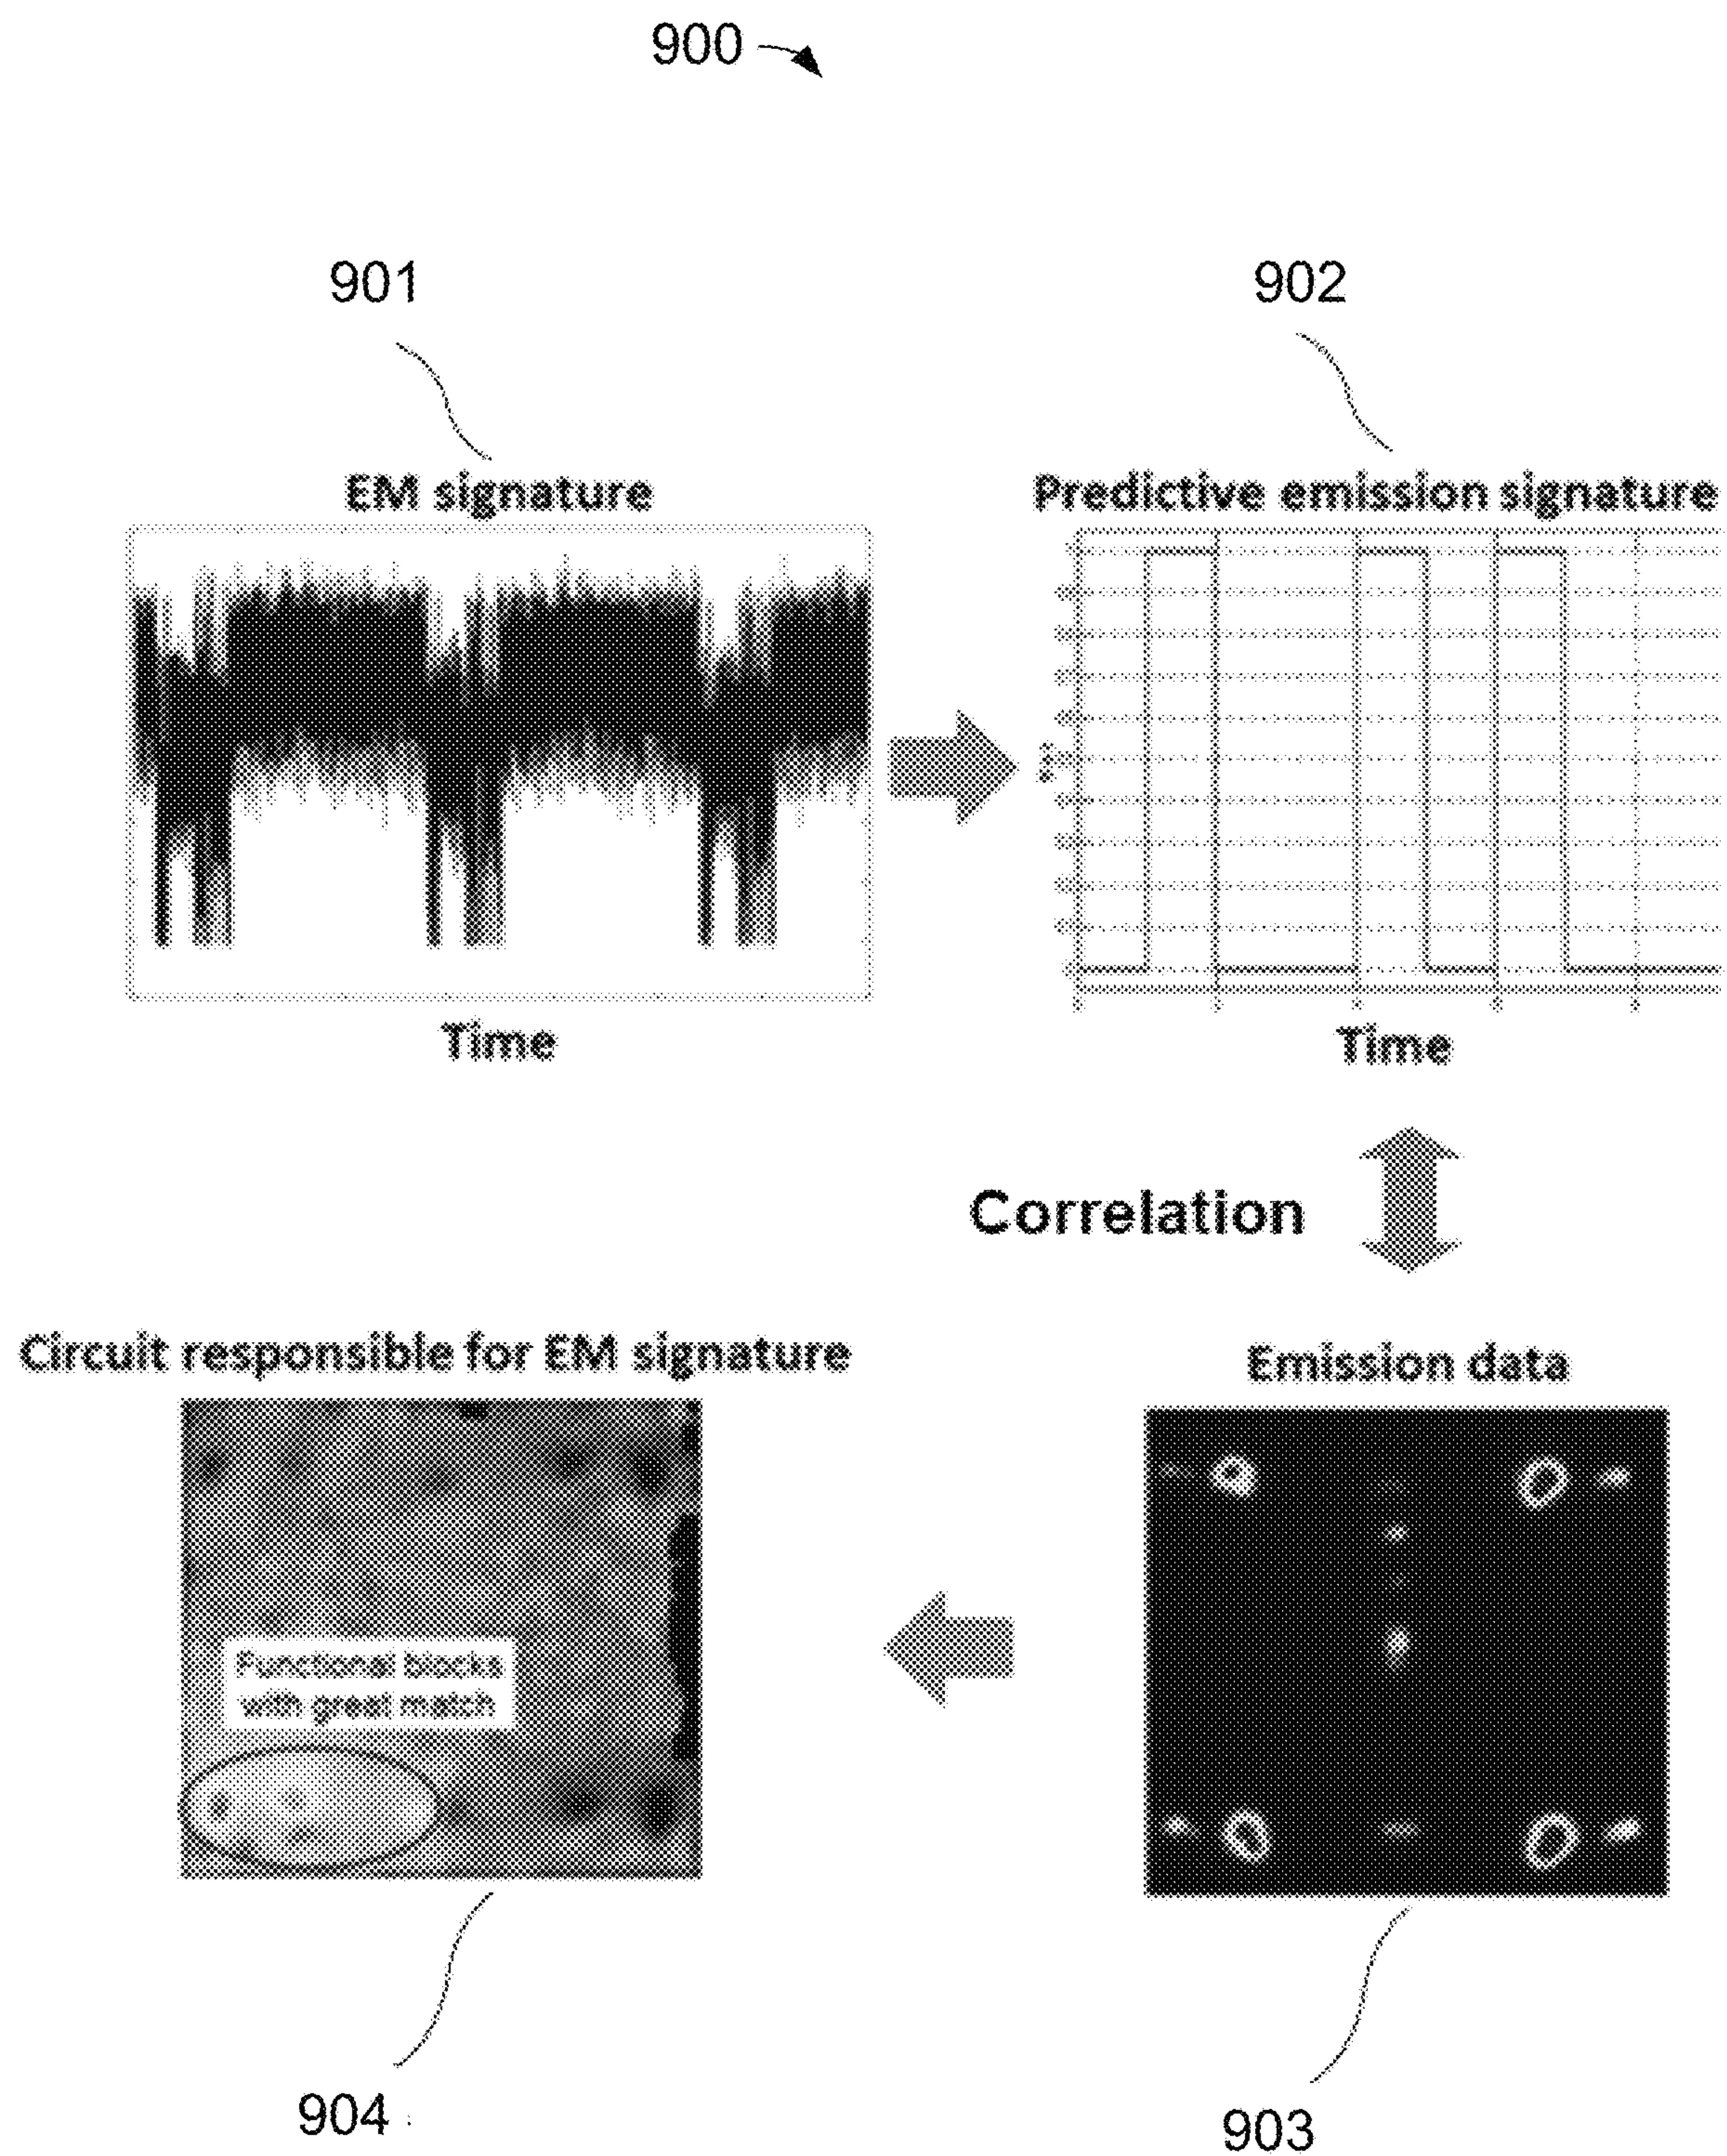 900
901
902
EM signature
Predictive emission signature
Time
Time
Correlation
Circuit responsible for EM signature
Emission data
Functional blocks
with great match
904
903